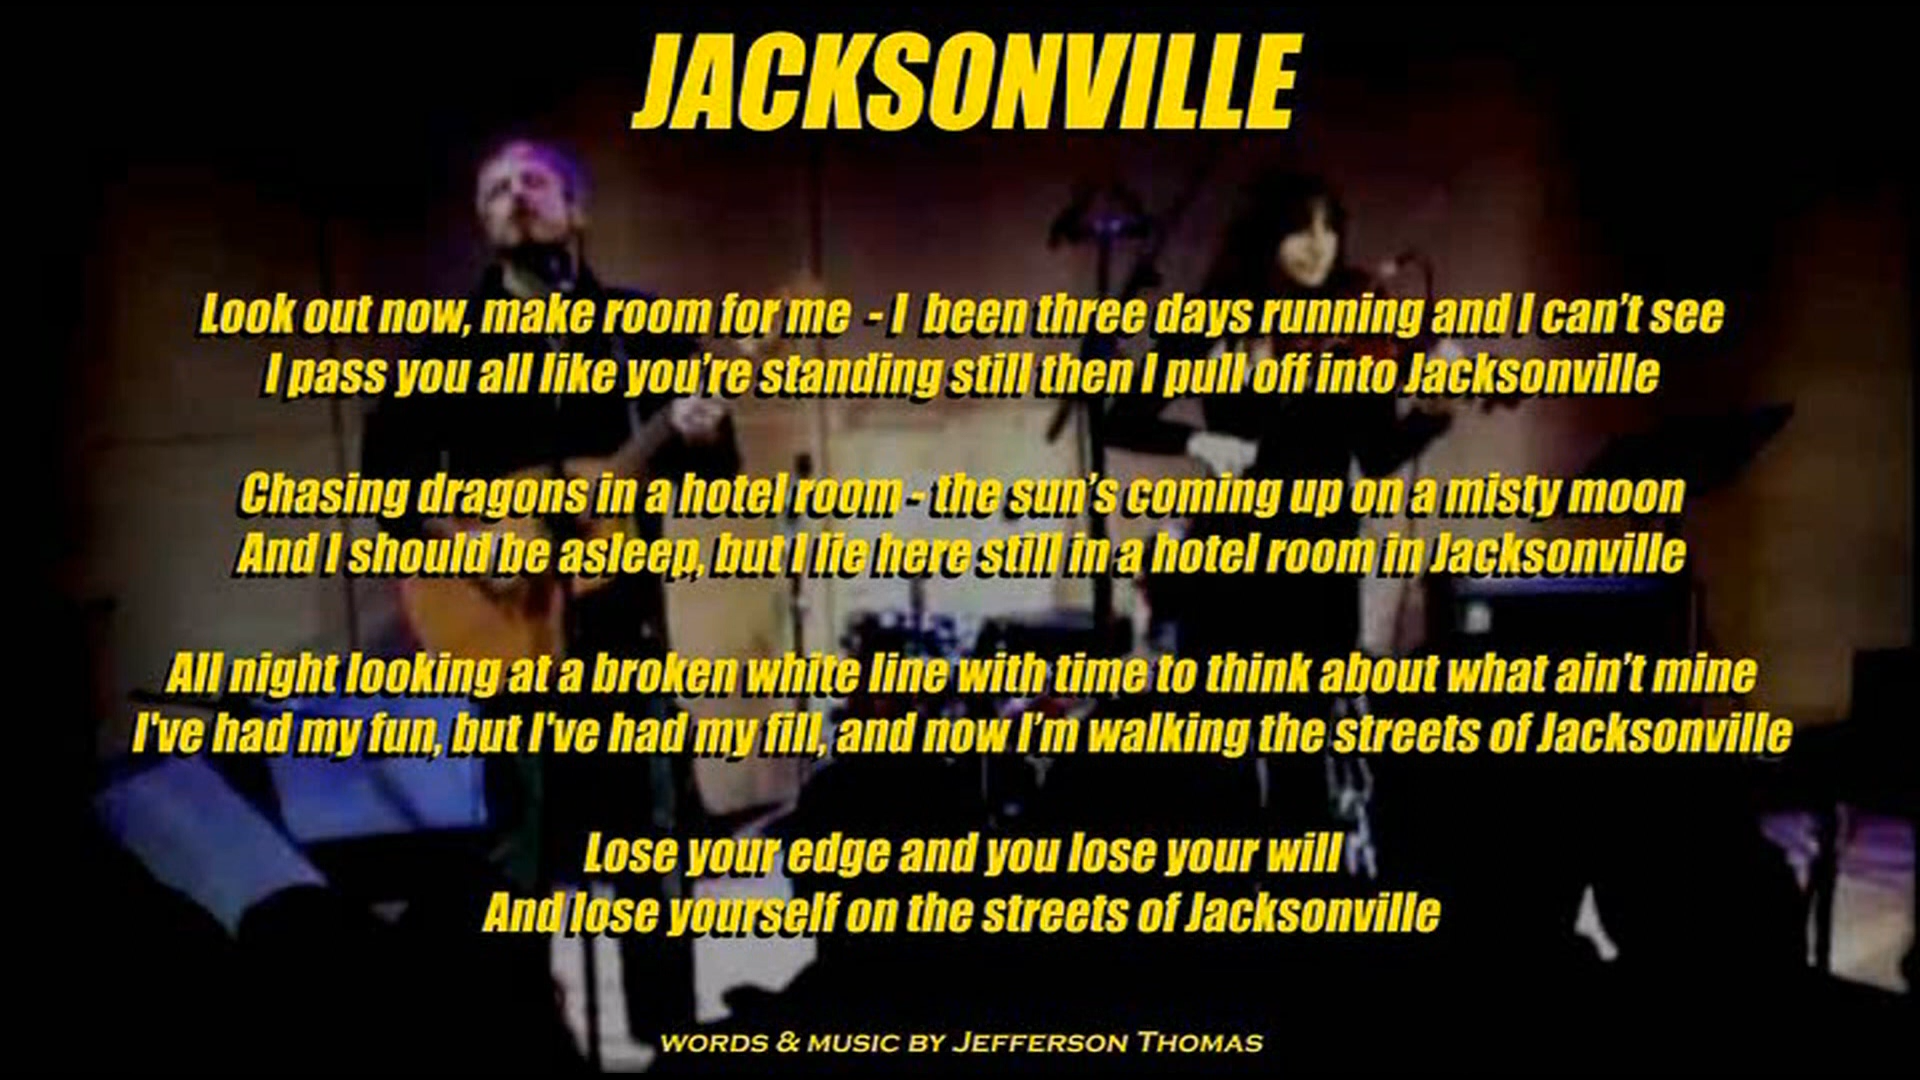 JACKSONVILLE
Look out now, make room for me - I been three days running and I can’t see
I pass you all like you’re standing still then I pull off into Jacksonville
Chasing dragons in a hotel room - the sun’s coming up on a misty moon
And I should be asleep, but I lie here still in a hotel room in Jacksonville
All night looking at a broken white line with time to think about what ain’t mine
I've had my fun, but I've had my fill, and now I’m walking the streets of Jacksonville
Lose your edge and you lose your will
And lose yourself on the streets of Jacksonville
WORDS & MUSIC BY JEFFERSON THOMAS